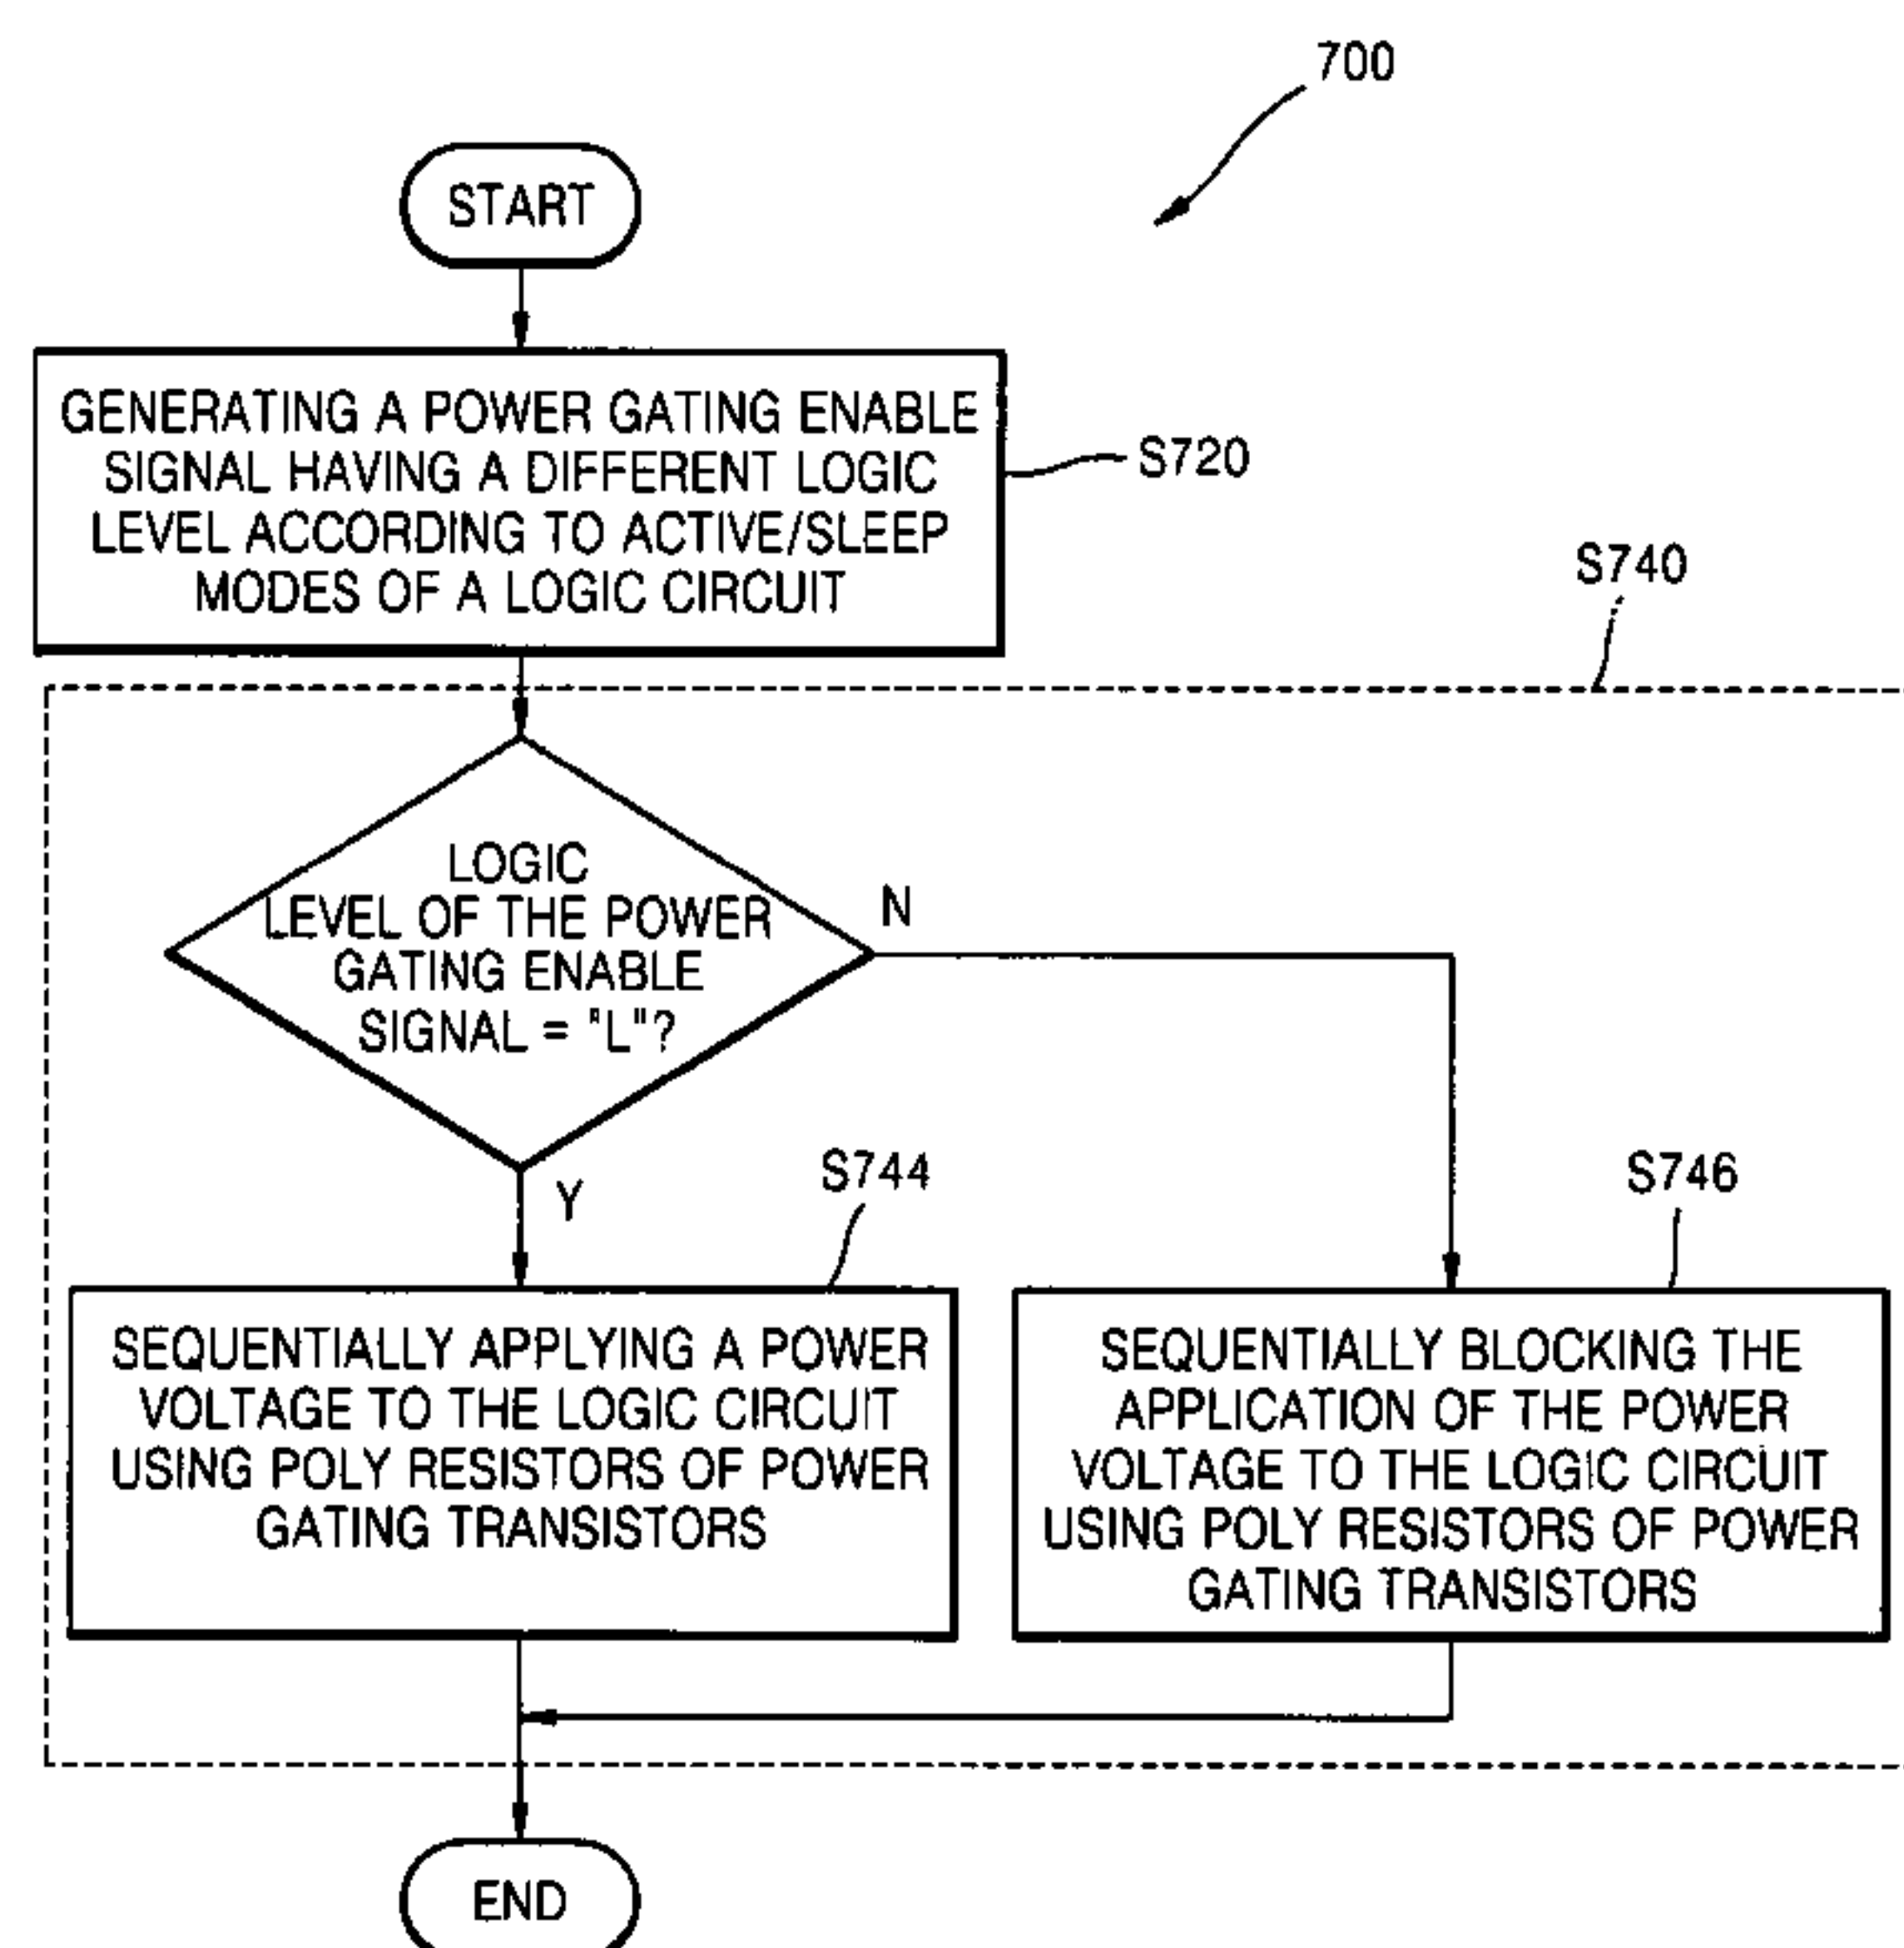 700
START
GENERATING A POWER GATING ENABLE
SIGNAL HAVING A DIFFERENT LOGIC
LEVEL ACCORDING TO ACTIVE/SLEEP
MODES OF A LOGIC CIRCUIT
S720
S740
LOGIC
LEVEL OF THE POWER
GATING ENABLE
SIGNAL = "L"?
N
Y
S744
SEQUENTIALLY APPLYING A POWER
VOLTAGE TO THE LOGIC CIRCUIT
USING POLY RESISTORS OF POWER
GATING TRANSISTORS
S746
SEQUENTIALLY BLOCKING THE
APPLICATION OF THE POWER
VOLTAGE TO THE LOGIC CIRCUIT
USING POLY RESISTORS OF POWER
GATING TRANSISTORS
END